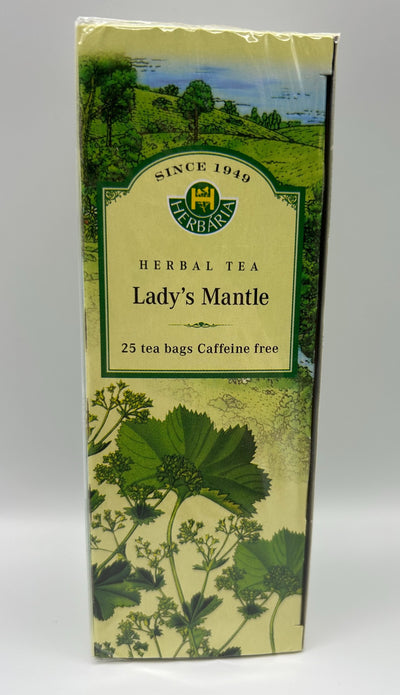 SINCE 1949
HERBÁRIA
HERBAL TEA
Lady's Mantle
25 tea bags Caffeine free